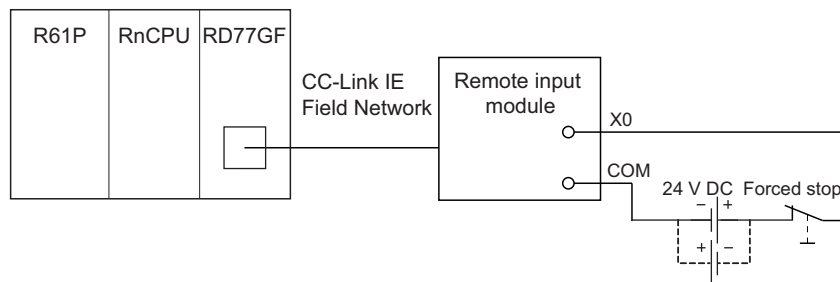 R61P RnCPU RD77GF
CC-Link IE
Field Network
Remote input
module
X0
COM
24 V DC Forced stop
− +
+ −